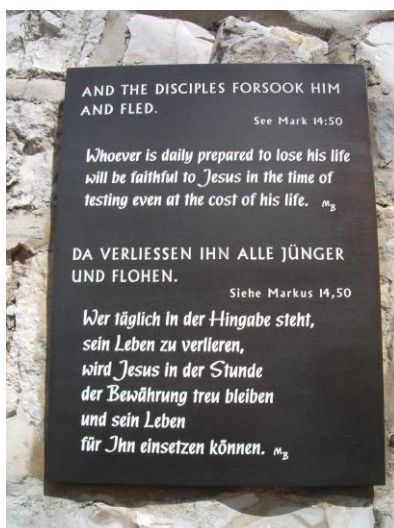 AND THE DISCIPLES FORSOOK HIM
AND FLED.
See Mark 14:50
Whoever is daily prepared to lose his life
will be faithful to Jesus in the time of
testing even at the cost of his life. MB
DA VERLIESSEN IHN ALLE JÜNGER
UND FLOHEN.
Siehe Markus 14,50
Wer täglich in der Hingabe steht,
sein Leben zu verlieren,
wird Jesus in der Stunde
der Bewährung treu bleiben
und sein Leben
für Ihn einsetzen können. MB